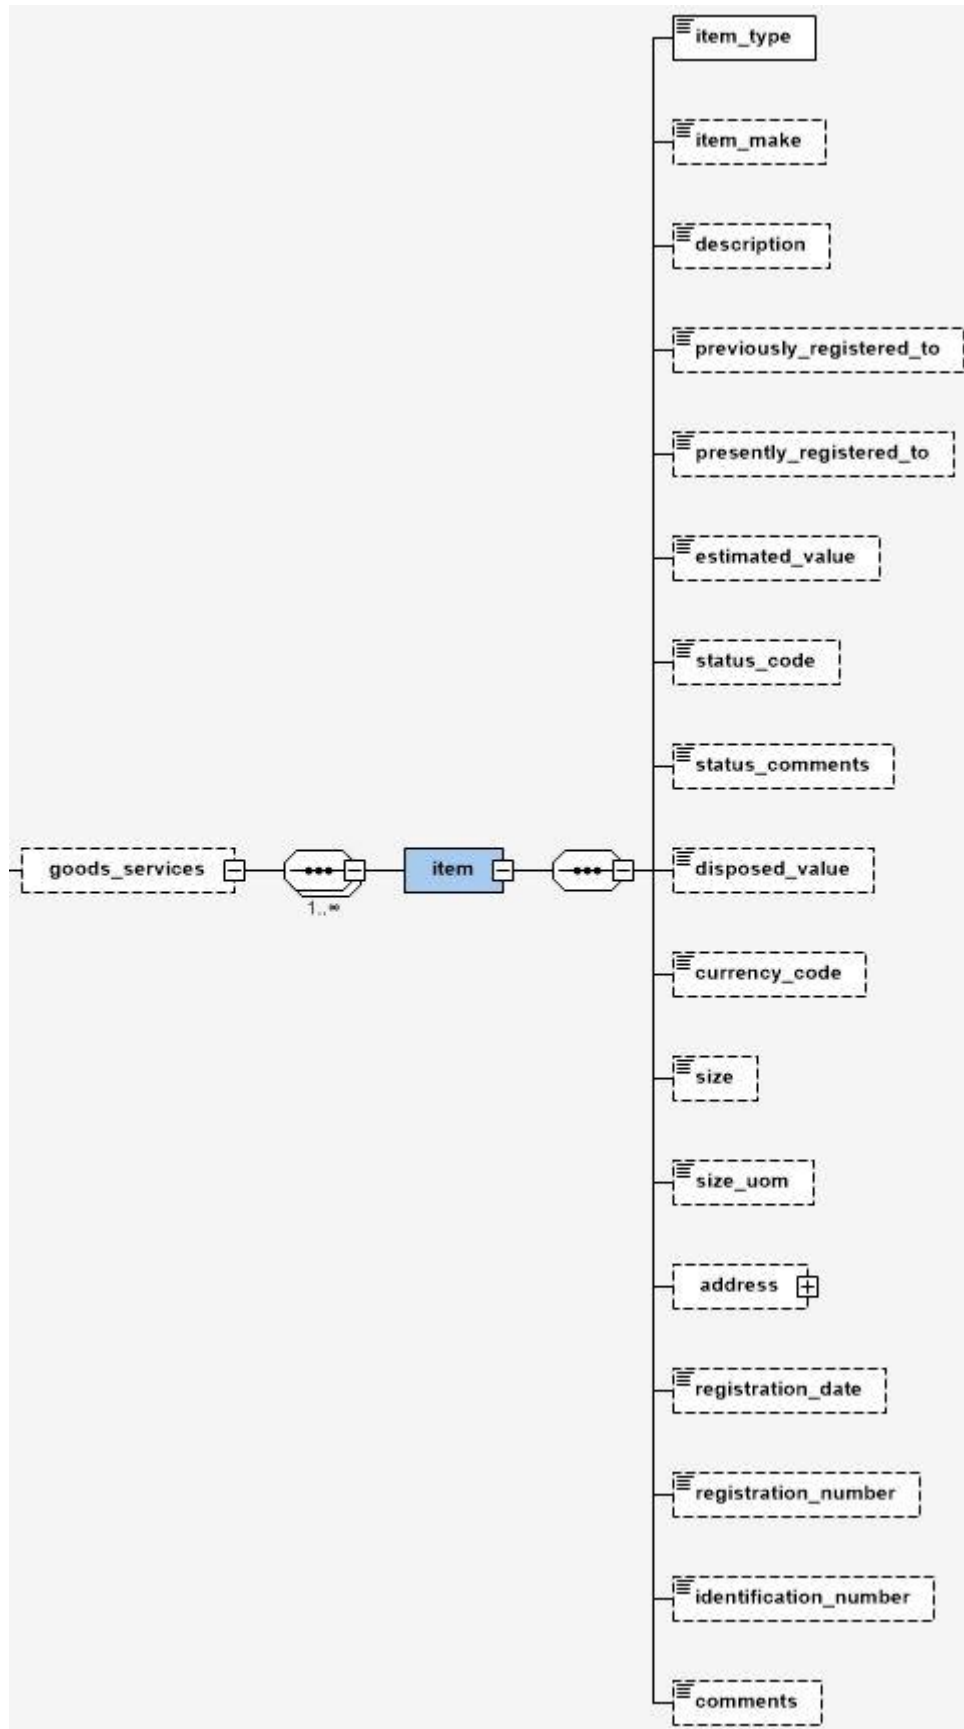 item_type
item_make
description
previously_registered_to
presently_registered_to
estimated_value
status_code
status_comments
goods_services
1..∞
item
disposed_value
currency_code
size
size_uom
address
registration_date
registration_number
identification_number
comments